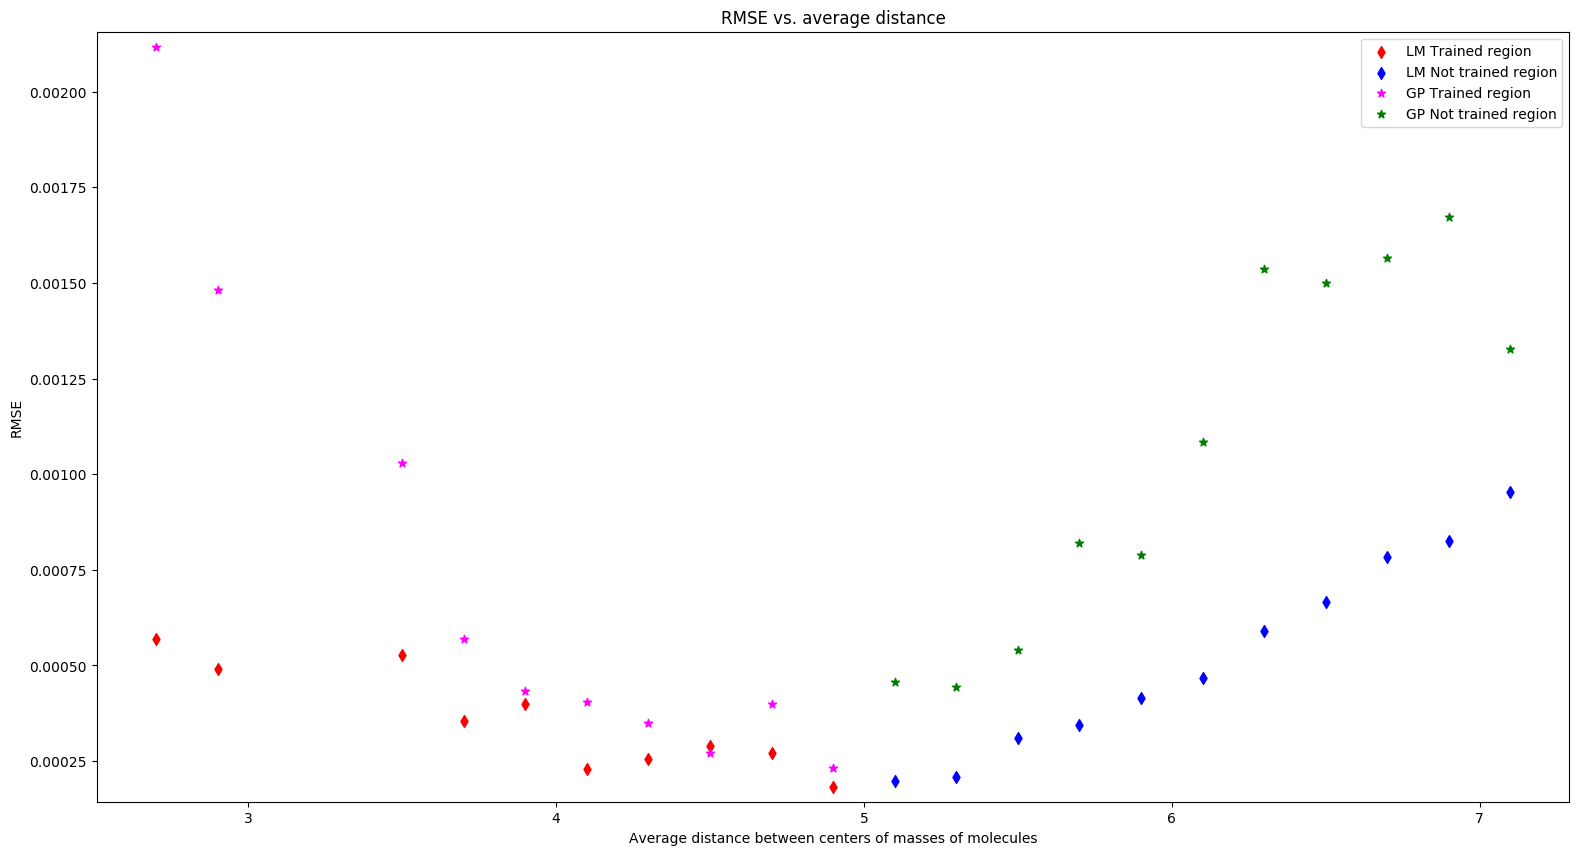 RMSE vs. average distance
LM Trained region
LM Not trained region
GP Trained region
GP Not trained region
0.00200
0.00175
0.00150
0.00125
0.00100
0.00075
0.00050
0.00025
RMSE
3 4 5 6 7
Average distance between centers of masses of molecules